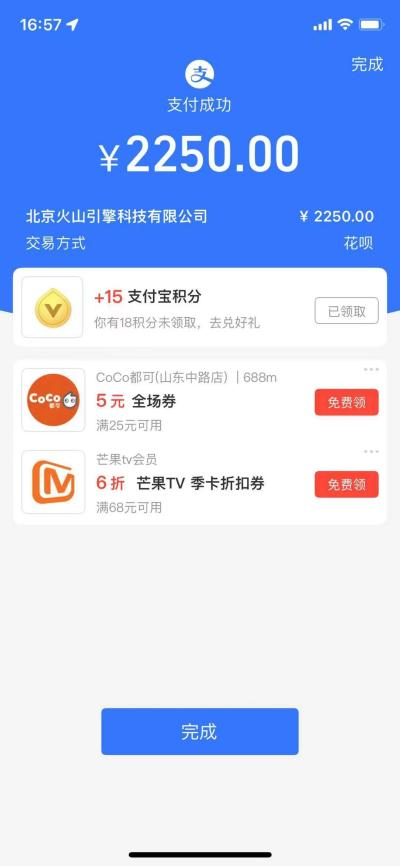 16:57
完成
支
支付成功
¥2250.00
北京火山引擎科技有限公司 ¥ 2250.00
交易方式 花呗
+15 支付宝积分
你有18积分未领取，去兑好礼
已领取
CoCo都可(山东中路店) | 688m
CoCo
都可
5 元 全场券
免费领
满25元可用
芒果tv会员
6 折 芒果TV 季卡折扣券
免费领
满68元可用
完成